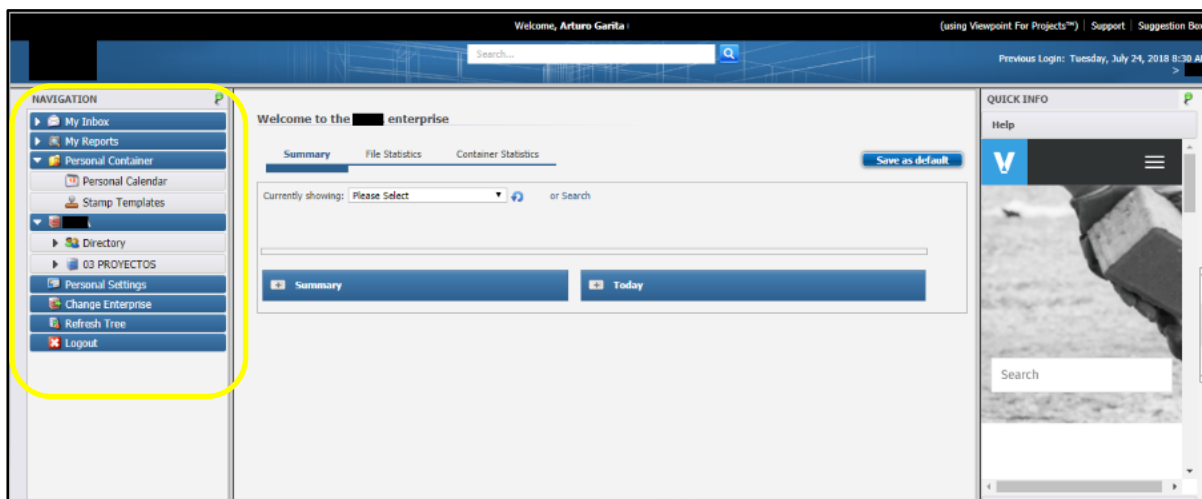 Welcome, Arturo Garita
(using Viewpoint For Projects™) | Support | Suggestion Box
Search...
Previous Login: Tuesday, July 24, 2018 8:30 AM
>
NAVIGATION
My Inbox
My Reports
Personal Container
Personal Calendar
Stamp Templates
Directory
03 PROYECTOS
Personal Settings
Change Enterprise
Refresh Tree
Logout
Welcome to the enterprise
Summary File Statistics Container Statistics
Save as default
Currently showing: Please Select or Search
Summary
Today
QUICK INFO
Help
V
Search